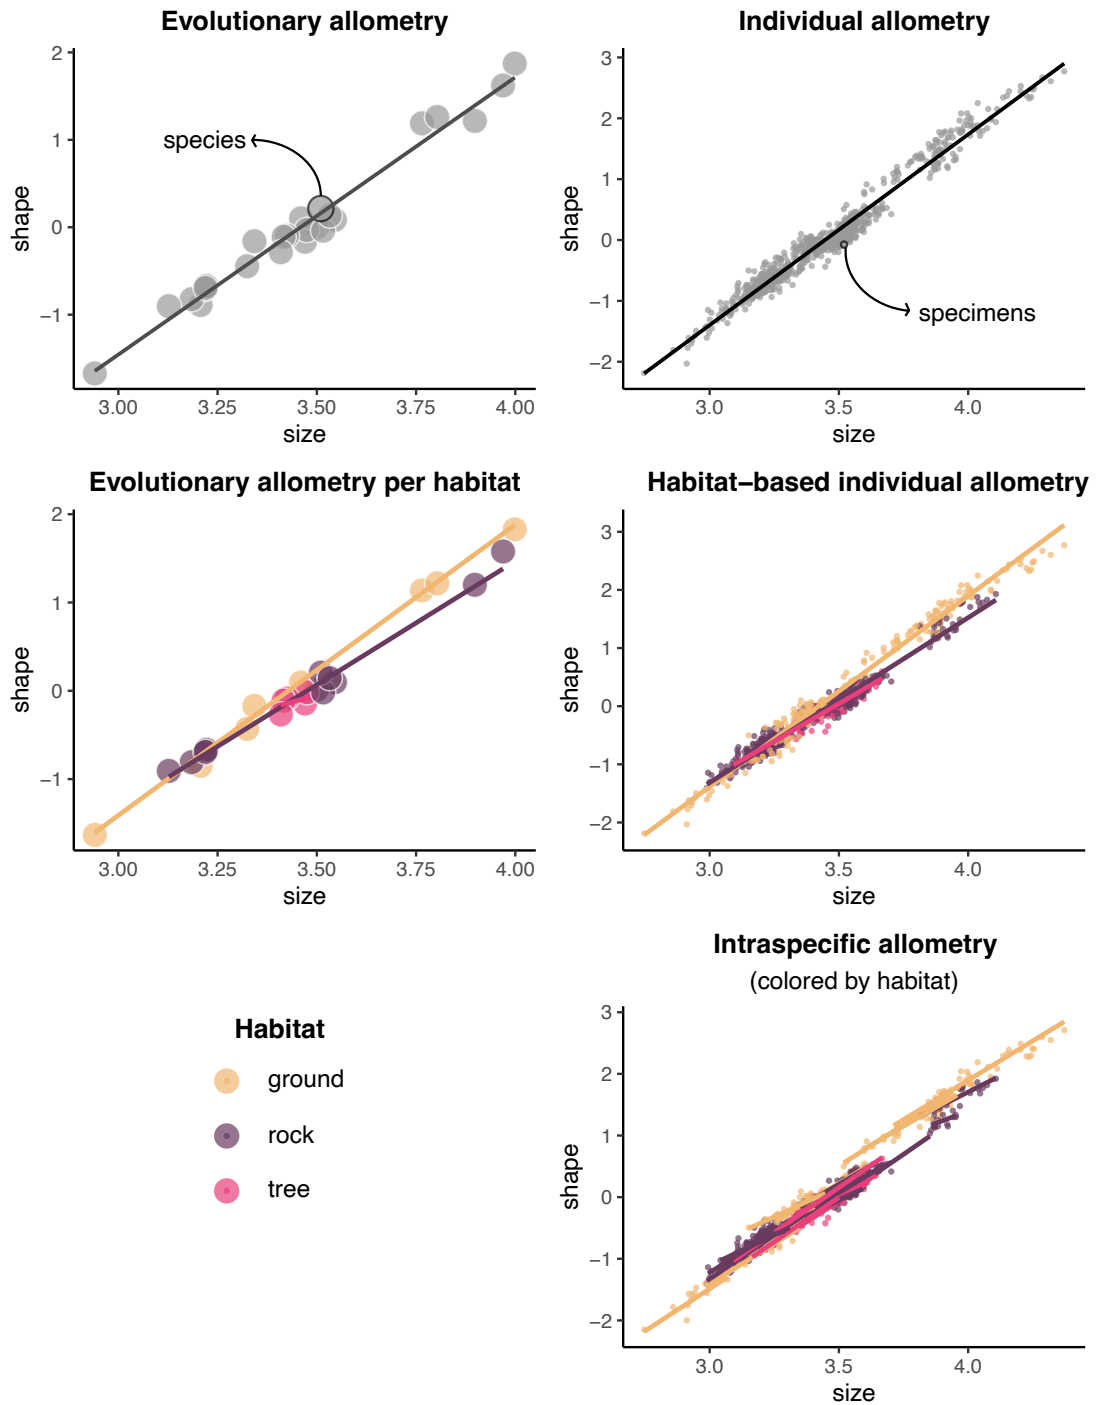 Evolutionary allometry
2
1
0
−1
shape
species
3.00 3.25 3.50 3.75 4.00
size
Individual allometry
3
2
1
0
−1
−2
shape
specimens
3.0 3.5 4.0
size
Evolutionary allometry per habitat
2
1
0
−1
shape
3.00 3.25 3.50 3.75 4.00
size
Habitat−based individual allometry
3
2
1
0
−1
−2
shape
3.0 3.5 4.0
size
Habitat
ground
rock
tree
Intraspecific allometry
(colored by habitat)
3
2
1
0
−1
−2
shape
3.0 3.5 4.0
size